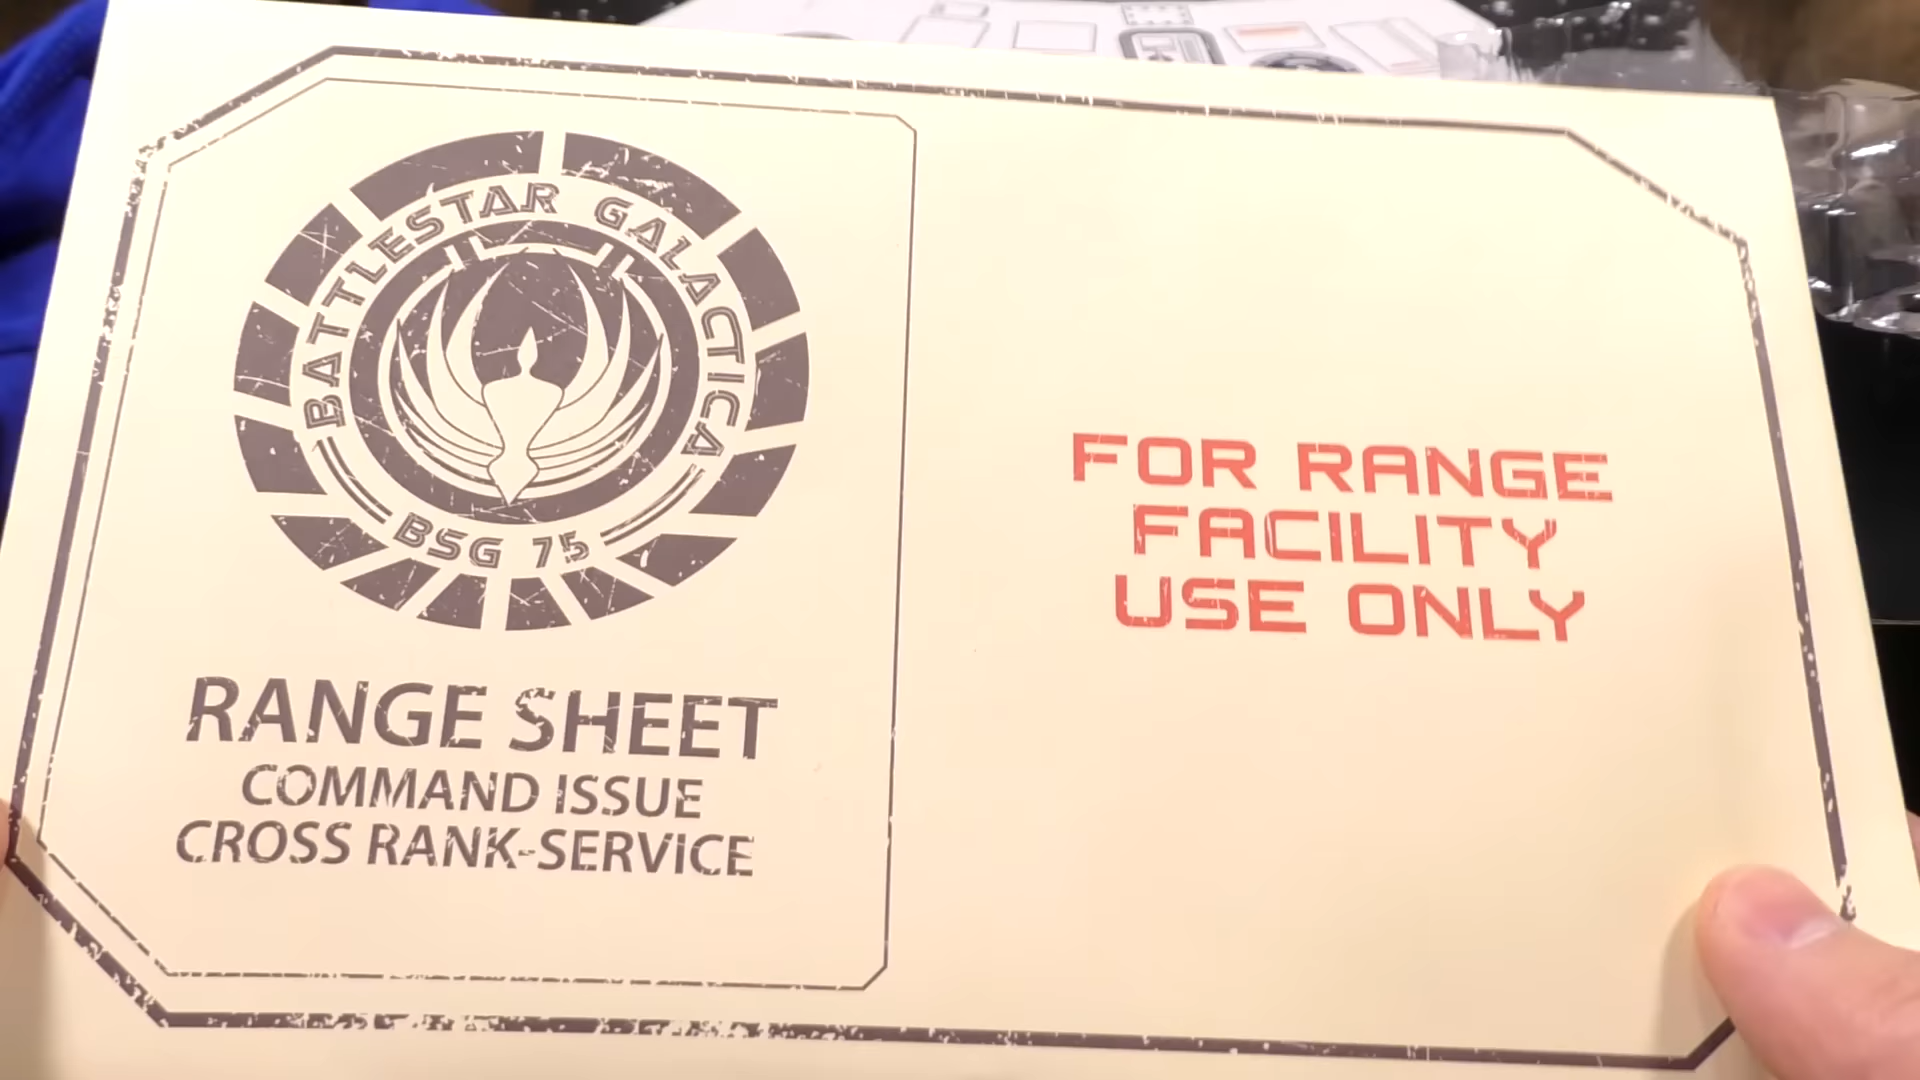 BATTLESTAR GALACTICA
BSG 75
RANGE SHEET
COMMAND ISSUE
CROSS RANK-SERVICE
FOR RANGE
FACILITY
USE ONLY